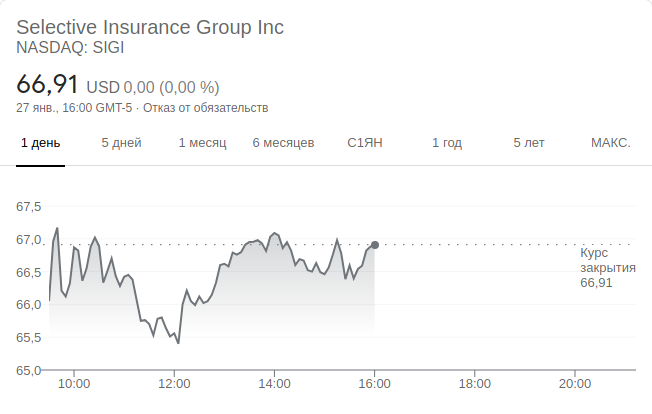 Selective Insurance Group Inc
NASDAQ: SIGI
66,91 USD 0,00 (0,00 %)
27 янв., 16:00 GMT-5 · Отказ от обязательств
1 день 5 дней 1 месяц 6 месяцев С1ЯН 1 год 5 лет МАКС.
67,5
67,0
66,5
66,0
65,5
65,0
Курс
закрытия
66,91
10:00 12:00 14:00 16:00 18:00 20:00